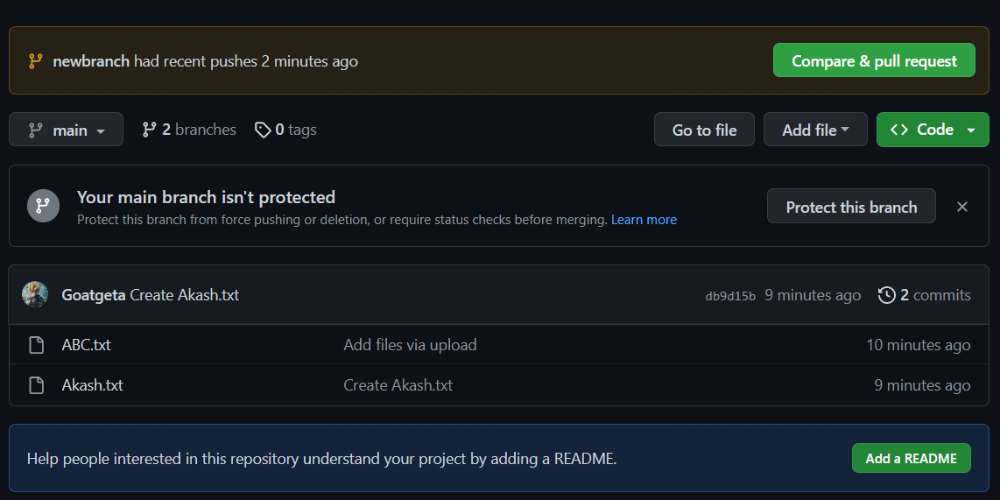 newbranch had recent pushes 2 minutes ago
Compare & pull request
main
2 branches
0 tags
Go to file
Add file
Code
Your main branch isn't protected
Protect this branch from force pushing or deletion, or require status checks before merging. Learn more
Protect this branch
Goatgeta Create Akash.txt
db9d15b 9 minutes ago
2 commits
ABC.txt
Add files via upload
10 minutes ago
Akash.txt
Create Akash.txt
9 minutes ago
Help people interested in this repository understand your project by adding a README.
Add a README